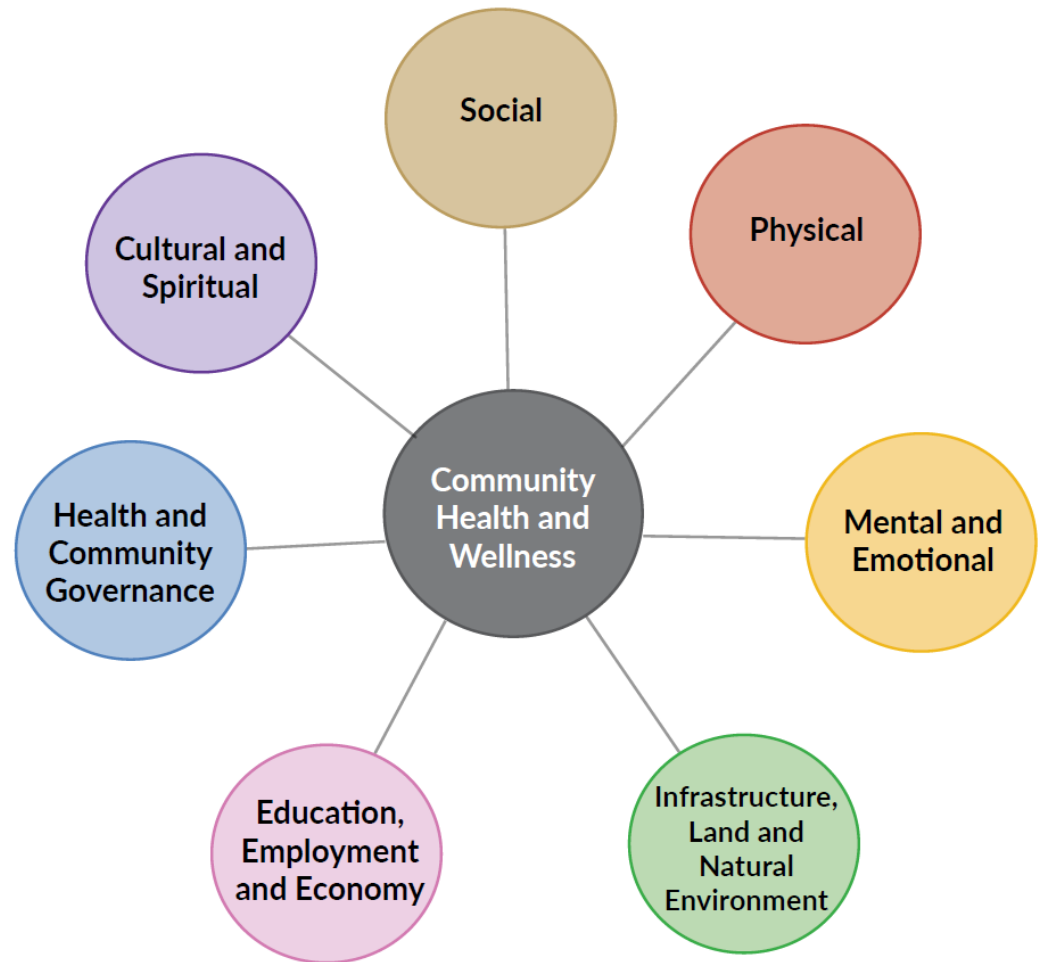 Social
Physical
Cultural and
Spiritual
Community
Health and
Wellness
Health and
Community
Governance
Mental and
Emotional
Education,
Employment
and Economy
Infrastructure,
Land and
Natural
Environment